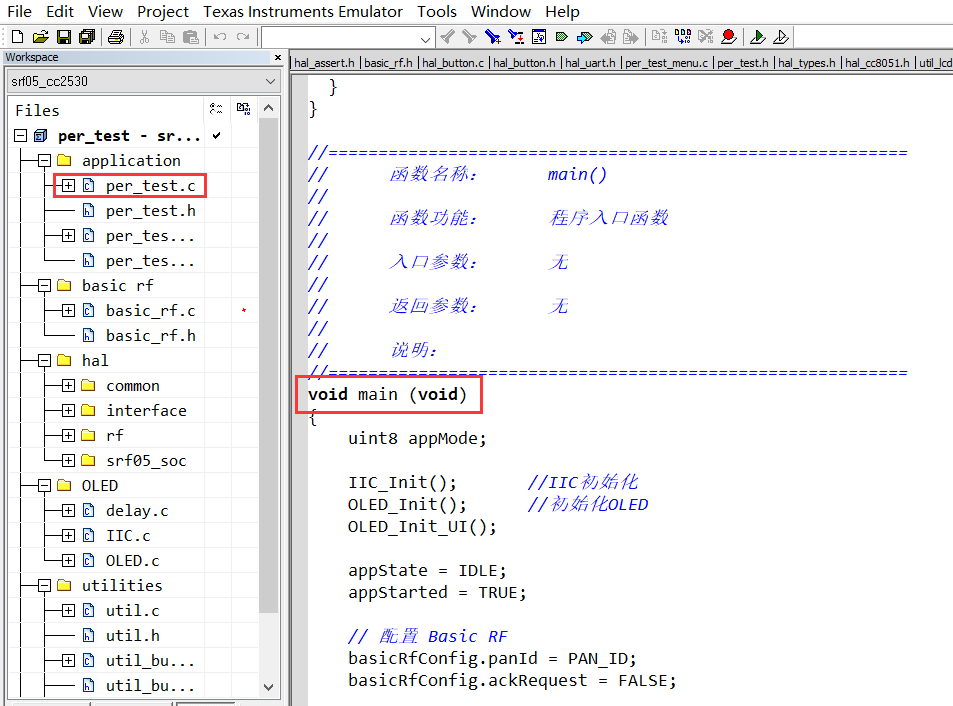 File Edit View Project Texas Instruments Emulator Tools Window Help
Workspace
hal_assert.h | basic_rf.h | hal_button.c | hal_button.h | hal_uart.h | per_test_menu.c | per_test.h | hal_types.h | hal_cc8051.h | util_lcd
srf05_cc2530
Files
per_test - sr...
application
per_test.c
per_test.h
per_tes...
per_tes...
basic rf
basic_rf.c
basic_rf.h
hal
common
interface
rf
srf05_soc
OLED
delay.c
IIC.c
OLED.c
utilities
util.c
util.h
util_bu...
util_bu...
}
}
//==========================================================
// 函数名称： main()
//
// 函数功能： 程序入口函数
//
// 入口参数： 无
//
// 返回参数： 无
//
// 说明：
//==========================================================
void main (void)
{
uint8 appMode;
IIC_Init(); //IIC初始化
OLED_Init(); //初始化OLED
OLED_Init_UI();
appState = IDLE;
appStarted = TRUE;
// 配置 Basic RF
basicRfConfig.panId = PAN_ID;
basicRfConfig.ackRequest = FALSE;